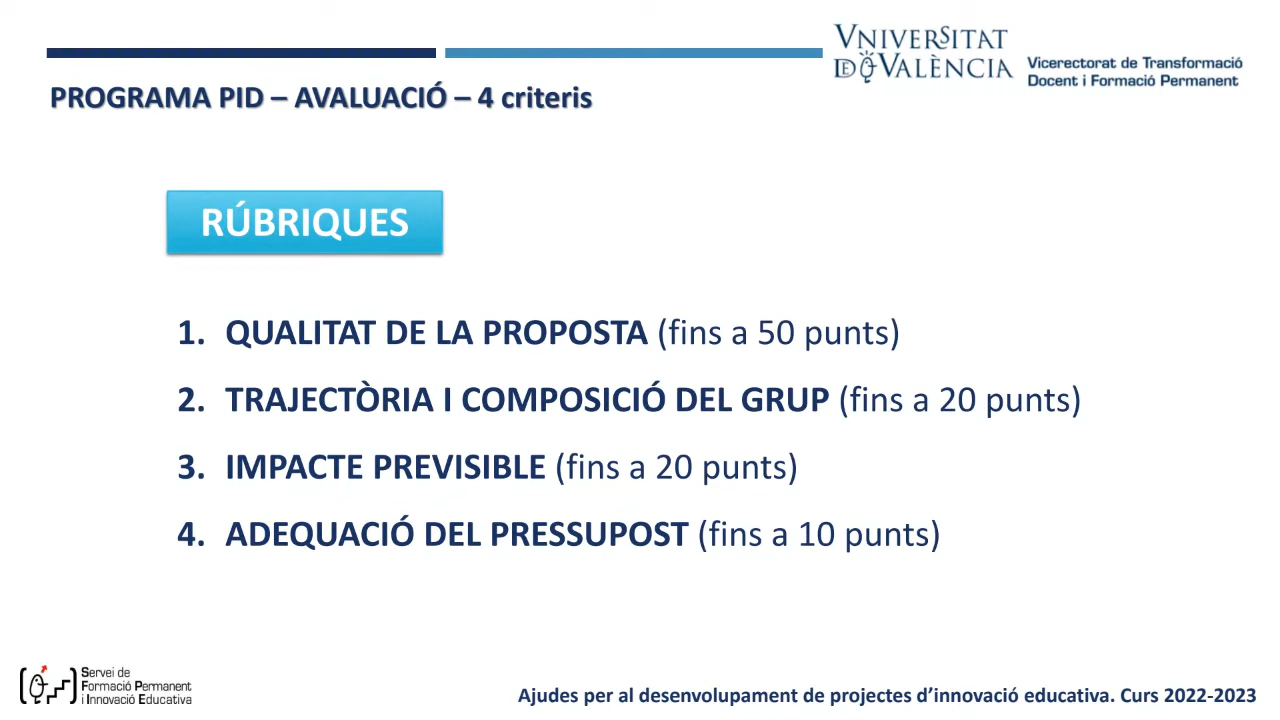 VNIVERSITAT
DE VALÈNCIA
Vicerectorat de Transformació
Docent i Formació Permanent
PROGRAMA PID – AVALUACIÓ – 4 criteris
RÚBRIQUES
1. QUALITAT DE LA PROPOSTA (fins a 50 punts)
2. TRAJECTÒRIA I COMPOSICIÓ DEL GRUP (fins a 20 punts)
3. IMPACTE PREVISIBLE (fins a 20 punts)
4. ADEQUACIÓ DEL PRESSUPOST (fins a 10 punts)
Servei de
Formació Permanent
i Innovació Educativa
Ajudes per al desenvolupament de projectes d’innovació educativa. Curs 2022-2023